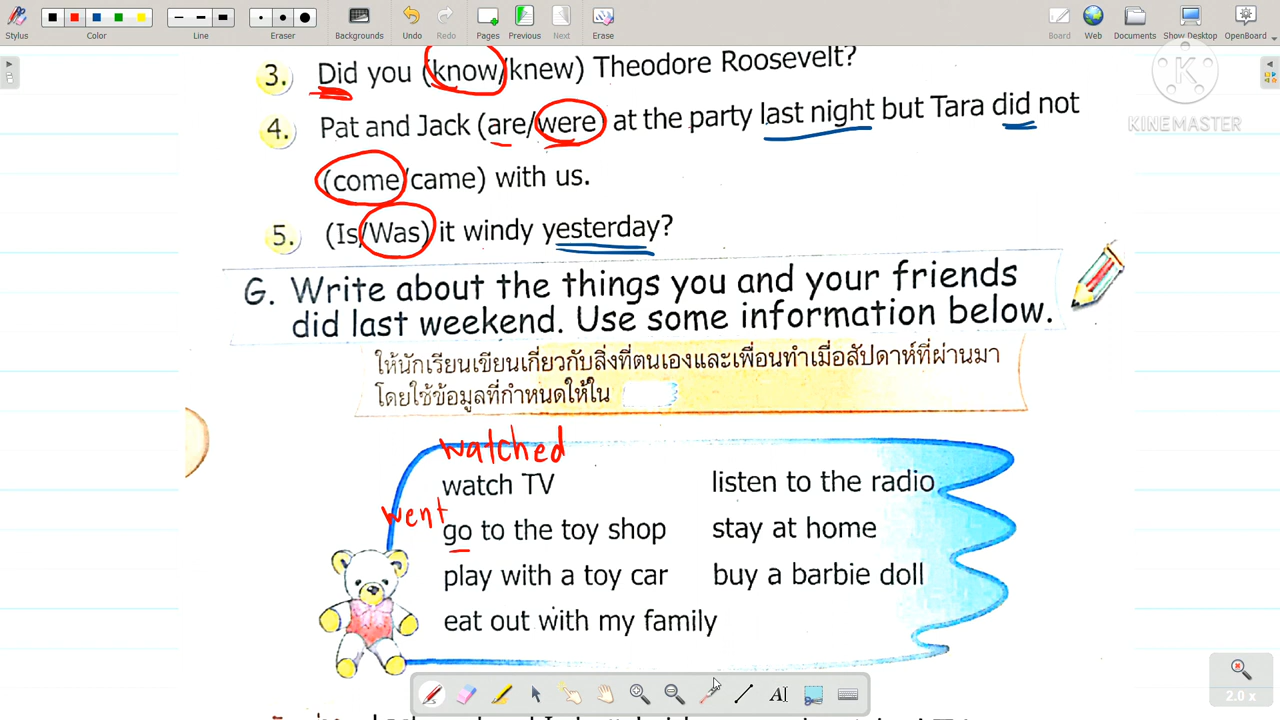 Stylus Color Line Eraser Backgrounds Undo Redo Pages Previous Next Erase Board Web Documents Show Desktop OpenBoard
K
KINEMASTER
3. Did you (know/knew) Theodore Roosevelt?
4. Pat and Jack (are/were at the party last night but Tara did not
(come/came) with us.
5. (Is/Was) it windy yesterday?
G. Write about the things you and your friends
did last weekend. Use some information below.
ให้นักเรียนเขียนเกี่ยวกับสิ่งที่ตนเองและเพื่อนทำเมื่อสัปดาห์ที่ผ่านมา
โดยใช้ข้อมูลที่กำหนดให้ใน
watched
watch TV listen to the radio
went
go to the toy shop stay at home
play with a toy car buy a barbie doll
eat out with my family
2.0 x